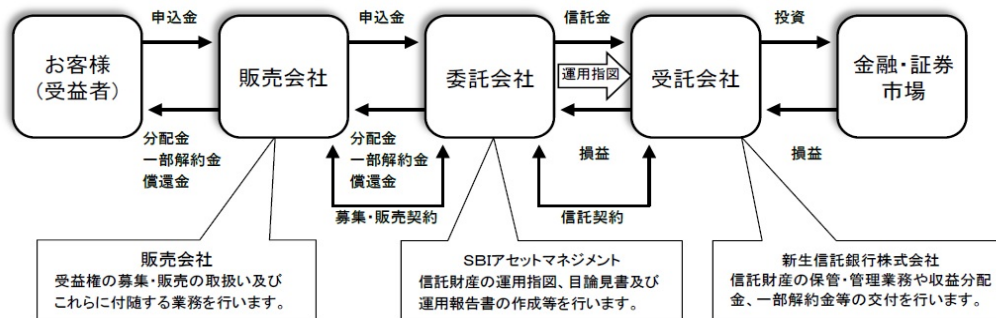 申込金
申込金
信託金
投資
お客様
(受益者)
販売会社
委託会社
運用指図
受託会社
金融・証券
市場
分配金
一部解約金
償還金
分配金
一部解約金
償還金
損益
損益
募集・販売契約
信託契約
販売会社
受益権の募集・販売の取扱い及び
これらに付随する業務を行います。
SBIアセットマネジメント
信託財産の運用指図、目論見書及び
運用報告書の作成等を行います。
新生信託銀行株式会社
信託財産の保管・管理業務や収益分配
金、一部解約金等の交付を行います。